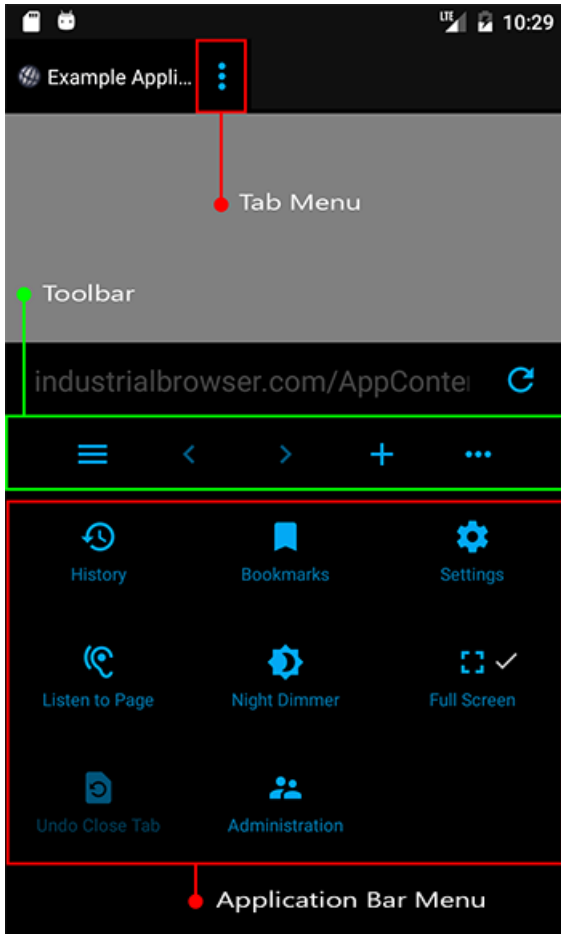 LTE 10:29
Example Appli...
Tab Menu
Toolbar
industrialbrowser.com/AppConte
History Bookmarks Settings
Listen to Page Night Dimmer Full Screen
Undo Close Tab Administration
Application Bar Menu